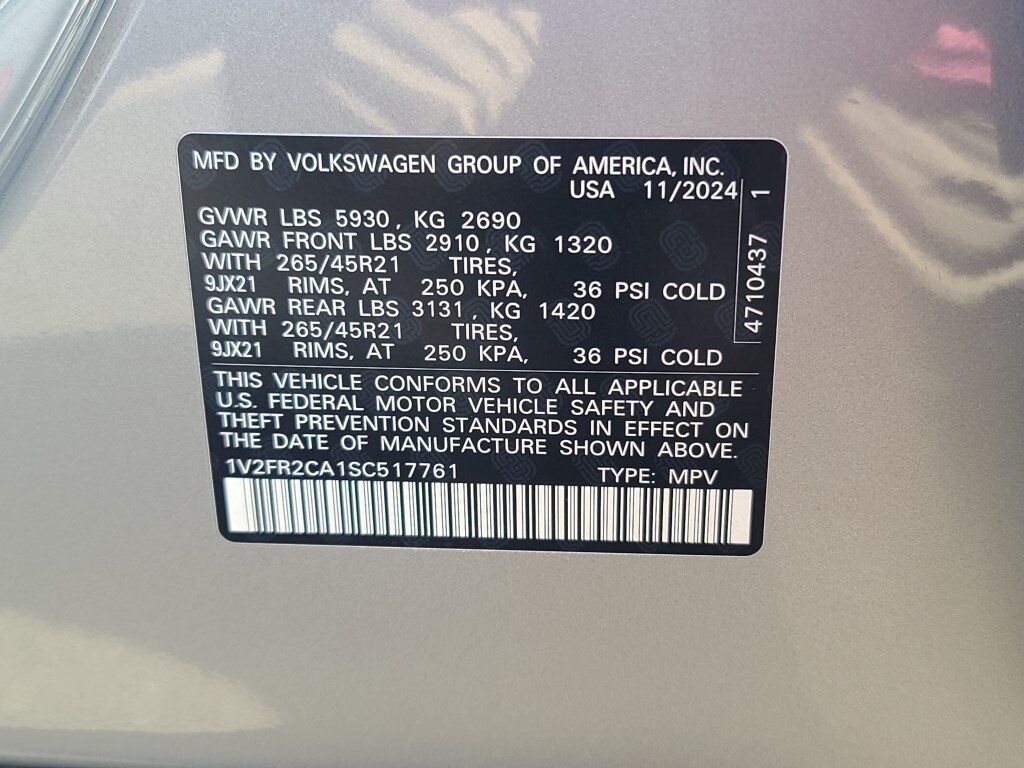 MFD BY VOLKSWAGEN GROUP OF AMERICA, INC.
USA 11/2024
GVWR LBS 5930, KG 2690
GAWR FRONT LBS 2910, KG 1320
WITH 265/45R21 TIRES,
9JX21 RIMS, AT 250 KPA, 36 PSI COLD
GAWR REAR LBS 3131, KG 1420
WITH 265/45R21 TIRES,
9JX21 RIMS, AT 250 KPA, 36 PSI COLD
4710437 1
THIS VEHICLE CONFORMS TO ALL APPLICABLE
U.S. FEDERAL MOTOR VEHICLE SAFETY AND
THEFT PREVENTION STANDARDS IN EFFECT ON
THE DATE OF MANUFACTURE SHOWN ABOVE.
1V2FR2CA1SC517761 TYPE: MPV